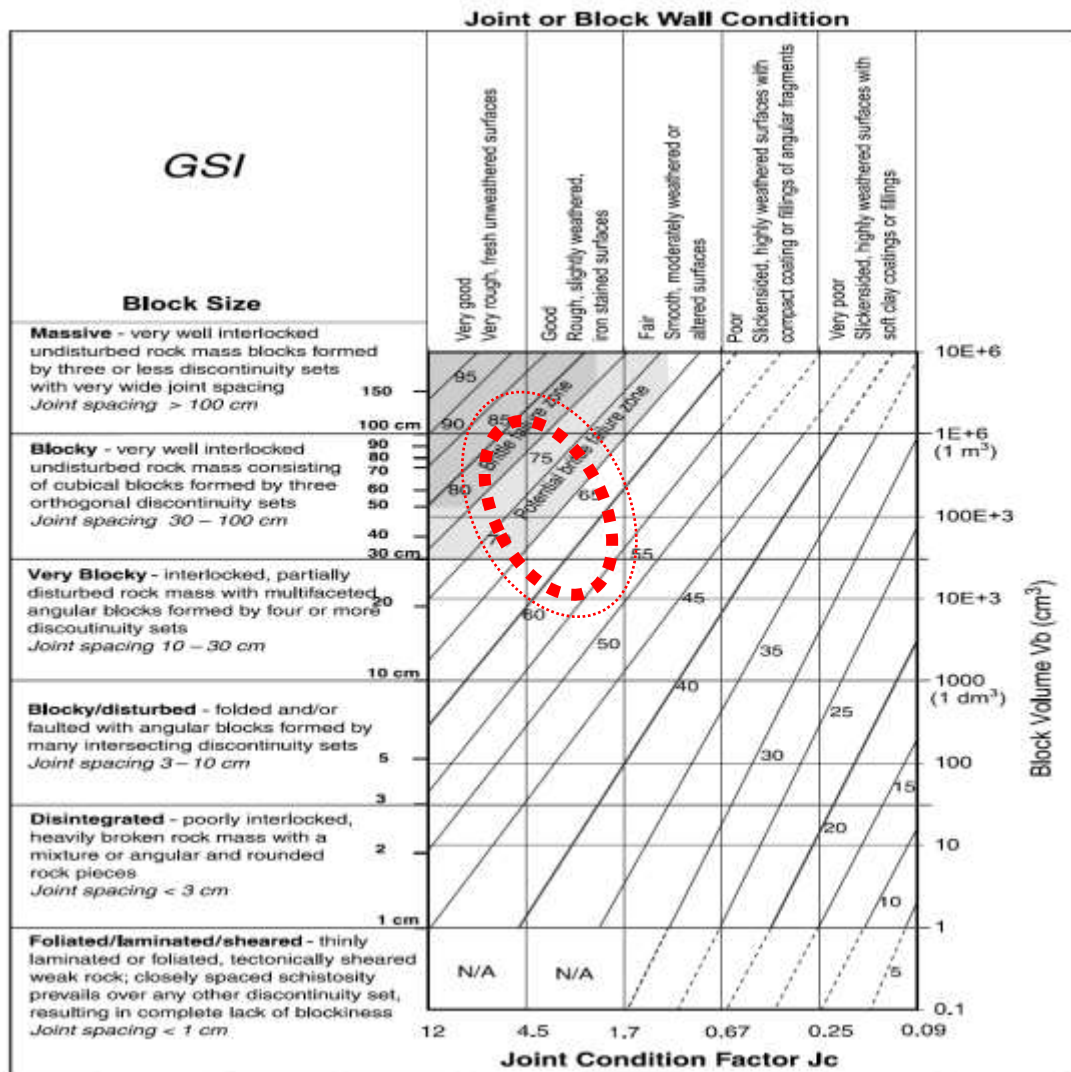 Joint or Block Wall Condition
GSI
Block Size
Very good
Very rough, fresh unweathered surfaces
Good
Rough, slightly weathered,
iron stained surfaces
Fair
Smooth, moderately weathered or
altered surfaces
Poor
Slickensided, highly weathered surfaces with
compact coating or fillings of angular fragments
Very poor
Slickensided, highly weathered surfaces with
soft clay coatings or fillings
Massive - very well interlocked
undisturbed rock mass blocks formed
by three or less discontinuity sets
with very wide joint spacing
Joint spacing > 100 cm
150
100 cm
Blocky - very well interlocked
undisturbed rock mass consisting
of cubical blocks formed by three
orthogonal discontinuity sets
Joint spacing 30 – 100 cm
90
80
70
60
50
40
30 cm
Very Blocky - interlocked, partially
disturbed rock mass with multifaceted
angular blocks formed by four or more
discoutinuity sets
Joint spacing 10 – 30 cm
20
10 cm
Blocky/disturbed - folded and/or
faulted with angular blocks formed by
many intersecting discontinuity sets
Joint spacing 3 – 10 cm
5
3
Disintegrated - poorly interlocked,
heavily broken rock mass with a
mixture or angular and rounded
rock pieces
Joint spacing < 3 cm
2
1 cm
Foliated/laminated/sheared - thinly
laminated or foliated, tectonically sheared
weak rock; closely spaced schistosity
prevails over any other discontinuity set,
resulting in complete lack of blockiness
Joint spacing < 1 cm
95
90
85
80
75
65
55
60
50
45
40
35
30
25
20
15
10
5
Brittle failure zone
Potential brittle failure zone
N/A
N/A
10E+6
1E+6
(1 m³)
100E+3
10E+3
1000
(1 dm³)
100
10
1
0.1
Block Volume Vb (cm³)
12
4.5
1.7
0.67
0.25
0.09
Joint Condition Factor Jc